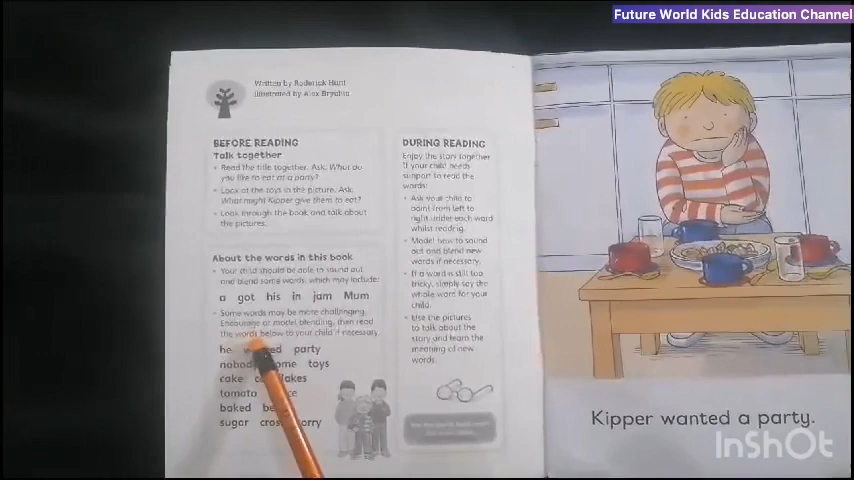 Future World Kids Education Channel
Written by Roderick Hunt
Illustrated by Alex Brychta
BEFORE READING
Talk together
• Read the title together. Ask: What do
you like to eat at a party?
• Look at the toys in the picture. Ask:
What might Kipper give them to eat?
• Look through the book and talk about
the pictures.
About the words in this book
• Your child should be able to sound out
and blend some words, which may include:
a got his in jam Mum
• Some words may be more challenging.
Encourage or model blending, then read
the words below to your child if necessary.
he party
toys
cake
tomato
baked
sugar
DURING READING
Enjoy the story together.
If your child needs
support to read the
words:
• Ask your child to
point from left to
right under each word
whilst reading.
• Model how to sound
out and blend new
words if necessary.
• If a word is still too
tricky, simply say the
whole word for your
child.
• Use the pictures
to talk about the
story and learn the
meaning of new
words.
Kipper wanted a party.
InShOt